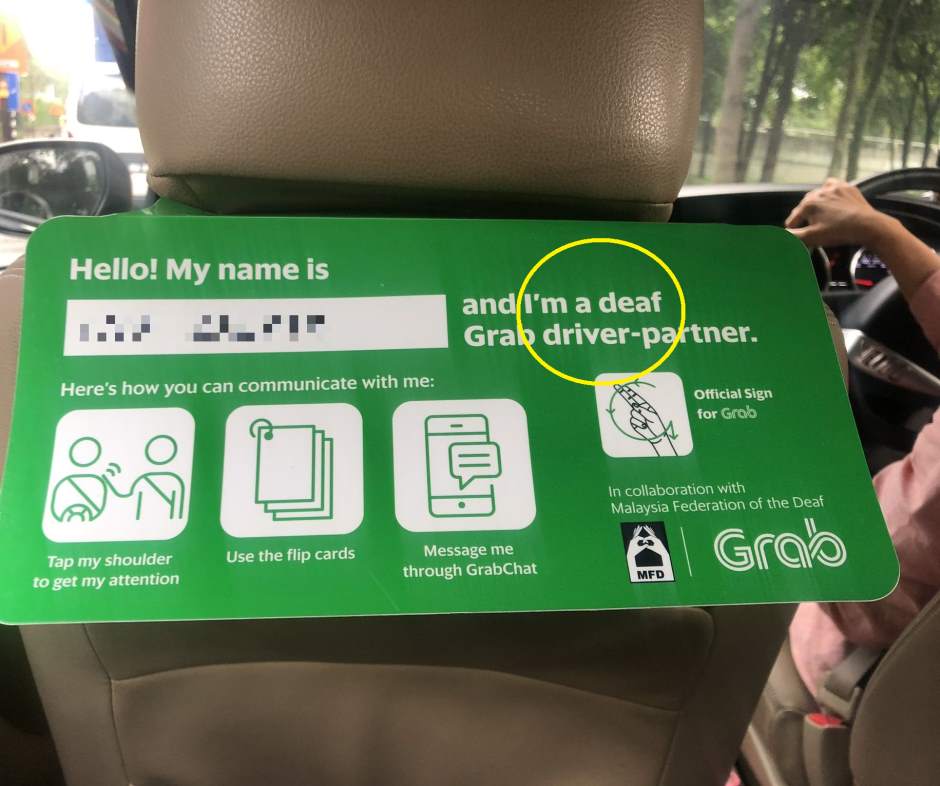 Hello! My name is
and I'm a deaf
Grab driver-partner.
Here's how you can communicate with me:
Tap my shoulder
to get my attention
Use the flip cards
Message me
through GrabChat
Official Sign
for Grab
In collaboration with
Malaysia Federation of the Deaf
MFD
Grab